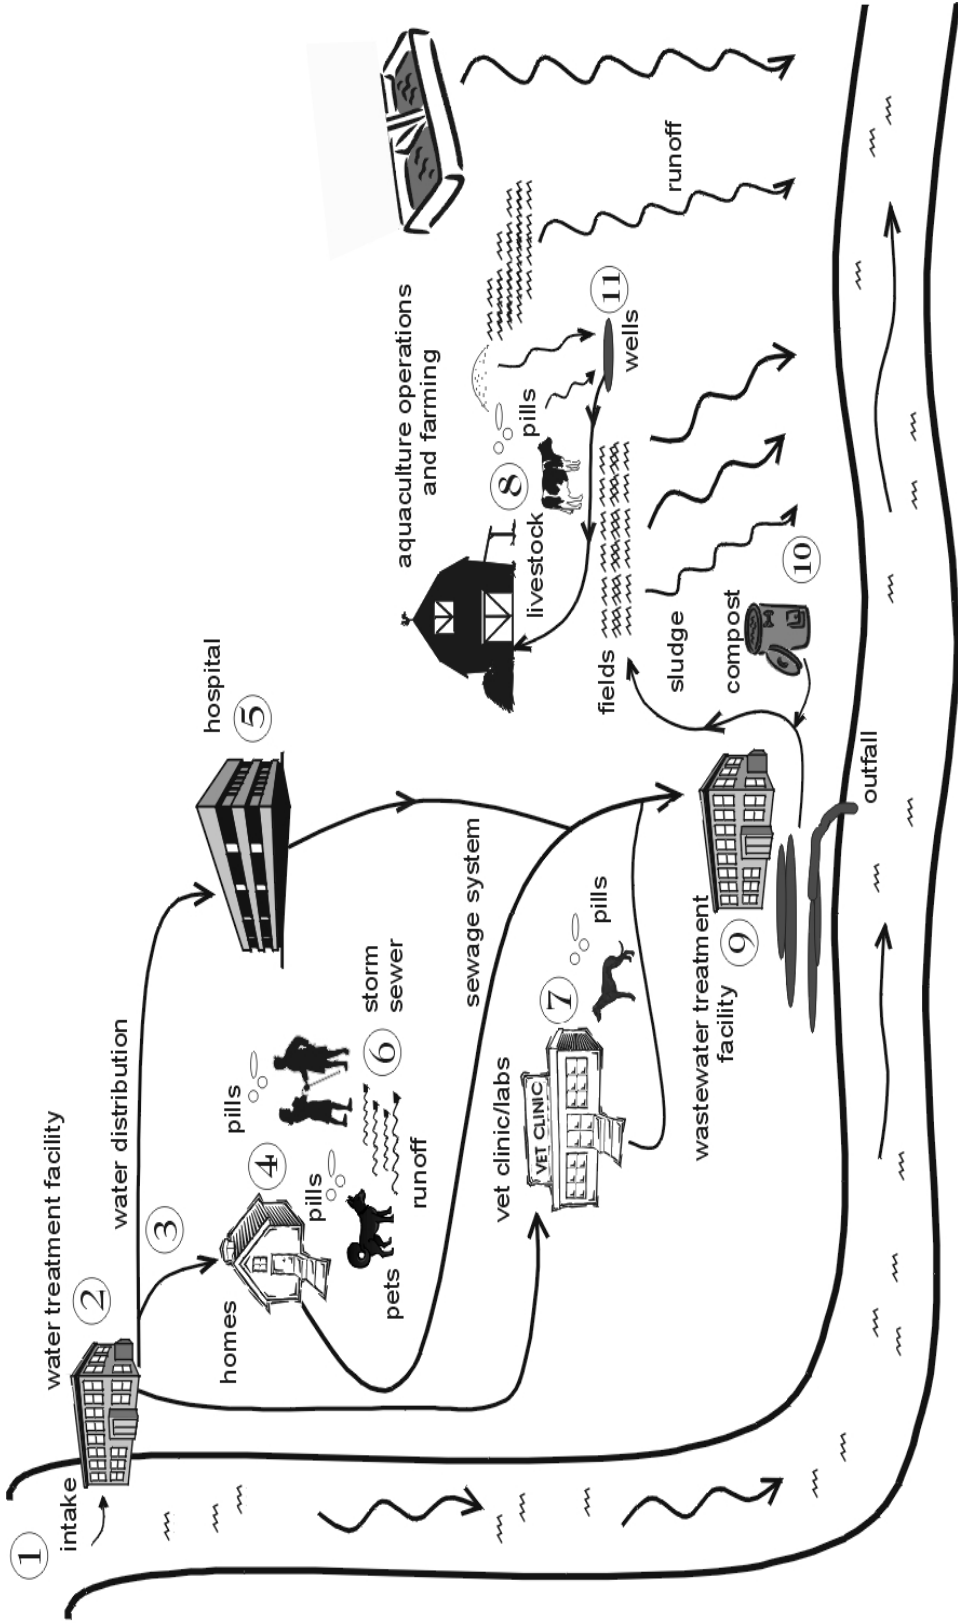 1
intake
water treatment facility
2
water distribution
3
homes
4
pills
pills
pets
runoff
6
storm
sewer
hospital
5
sewage system
vet clinic/labs
VET CLINIC
7
pills
wastewater treatment
facility
9
outfall
aquaculture operations
and farming
livestock
8
pills
11
wells
fields
sludge
compost
10
runoff